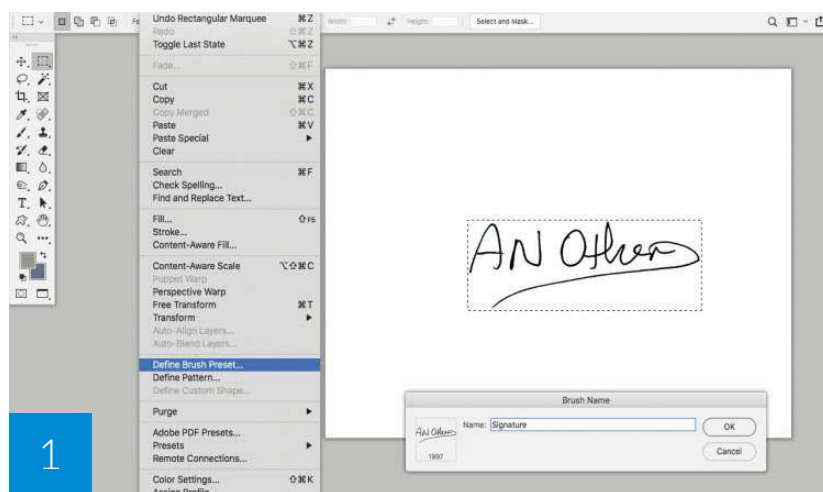 Undo Rectangular Marquee ⌘Z
Width: Height: Select and Mask...
Redo ⇧⌘Z
Toggle Last State ⌥⌘Z
Fade... ⇧⌘F
Cut ⌘X
Copy ⌘C
Copy Merged ⇧⌘C
Paste ⌘V
Paste Special
Clear
Search ⌘F
Check Spelling...
Find and Replace Text...
Fill... ⇧F5
Stroke...
Content-Aware Fill...
Content-Aware Scale ⌥⇧⌘C
Puppet Warp
Perspective Warp
Free Transform ⌘T
Transform
Auto-Align Layers...
Auto-Blend Layers...
Define Brush Preset...
Define Pattern...
Define Custom Shape...
Purge
Adobe PDF Presets...
Presets
Remote Connections...
Color Settings... ⇧⌘K
Assign Profile...
AN Other
Brush Name
Name: Signature
OK
Cancel
AN Other
1997
1